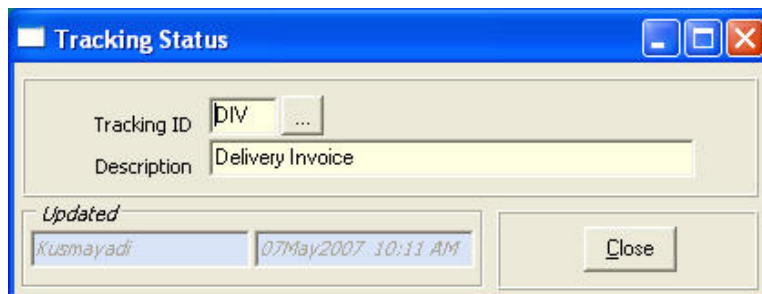 Tracking Status
Tracking ID DIV ...
Description Delivery Invoice
Updated
Kusmayadi 07May2007 10:11 AM
Close